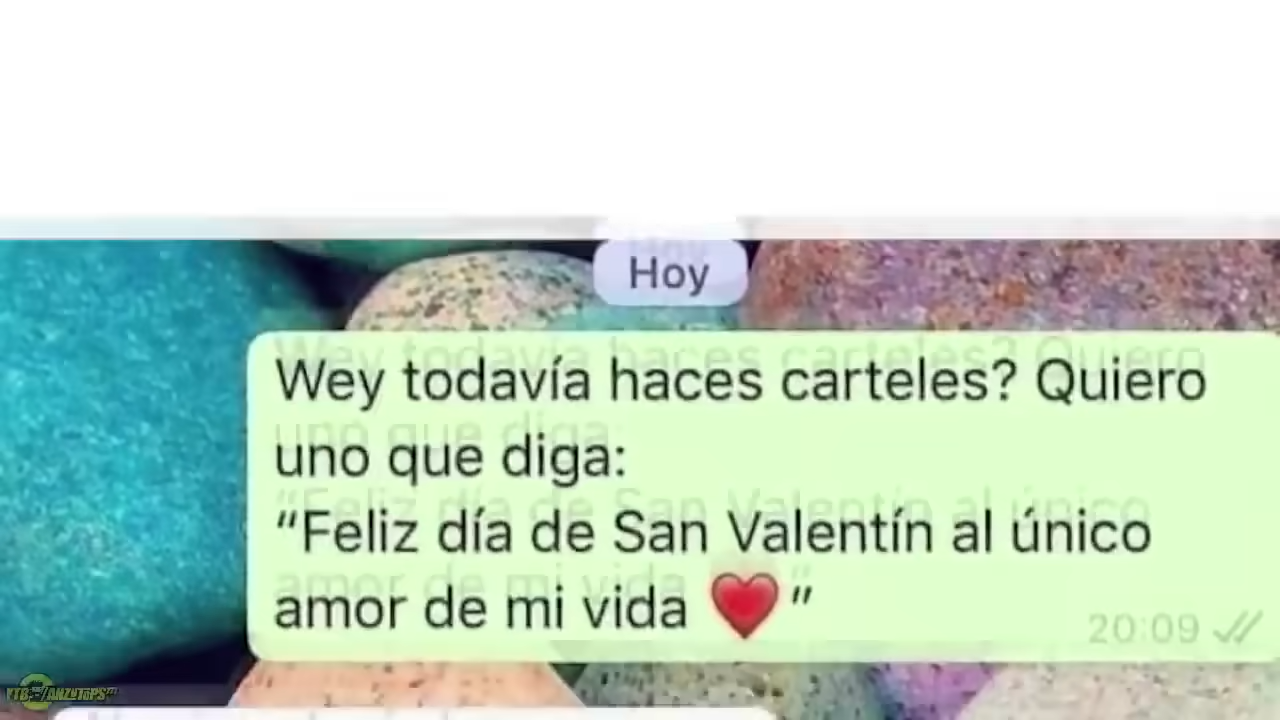 Hoy
Wey todavía haces carteles? Quiero
uno que diga:
“Feliz día de San Valentín al único
amor de mi vida ❤️”
20:09